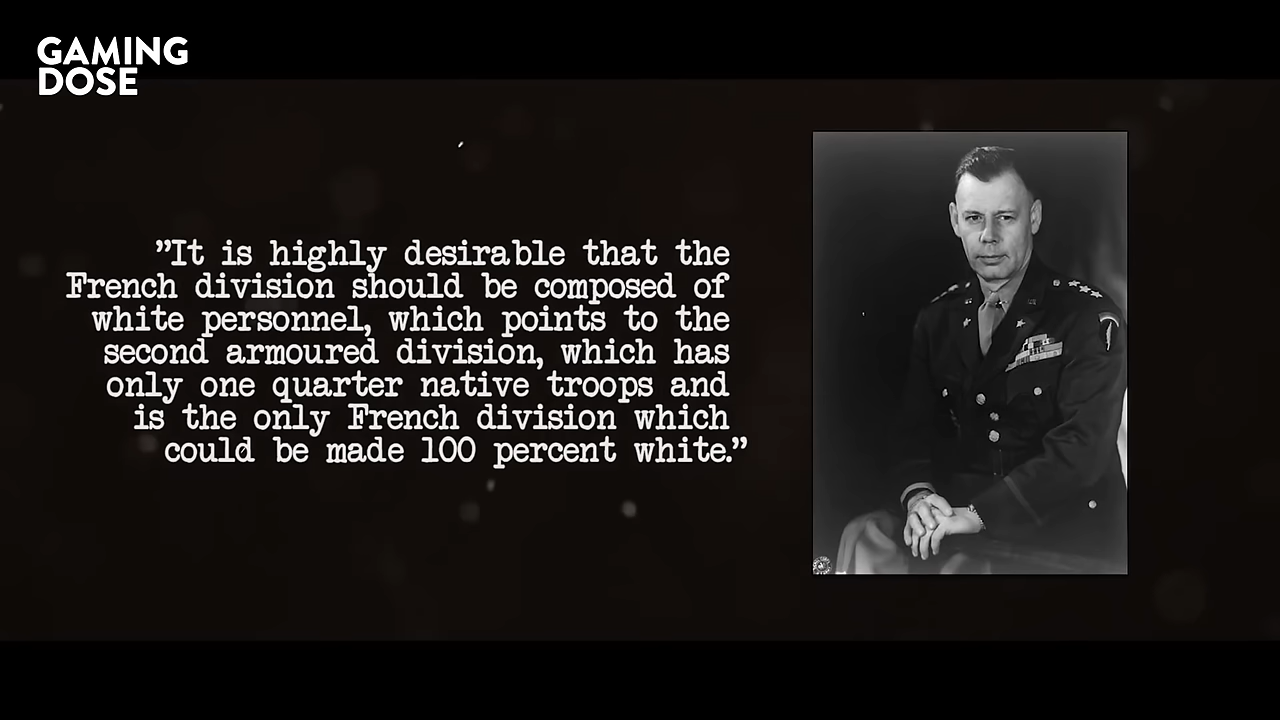 GAMING
DOSE
”It is highly desirable that the
French division should be composed of
white personnel, which points to the
second armoured division, which has
only one quarter native troops and
is the only French division which
could be made 100 percent white.”